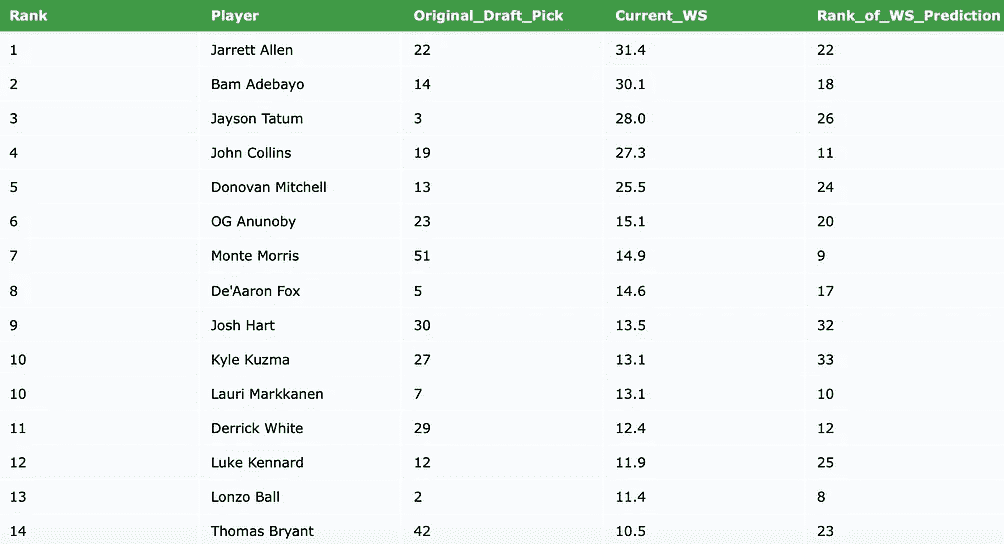 Rank Player Original_Draft_Pick Current_WS Rank_of_WS_Prediction
1 Jarrett Allen 22 31.4 22
2 Bam Adebayo 14 30.1 18
3 Jayson Tatum 3 28.0 26
4 John Collins 19 27.3 11
5 Donovan Mitchell 13 25.5 24
6 OG Anunoby 23 15.1 20
7 Monte Morris 51 14.9 9
8 De'Aaron Fox 5 14.6 17
9 Josh Hart 30 13.5 32
10 Kyle Kuzma 27 13.1 33
10 Lauri Markkanen 7 13.1 10
11 Derrick White 29 12.4 12
12 Luke Kennard 12 11.9 25
13 Lonzo Ball 2 11.4 8
14 Thomas Bryant 42 10.5 23